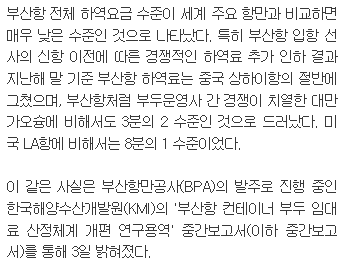 부산항 전체 하역요금 수준이 세계 주요 항만과 비교하면
매우 낮은 수준인 것으로 나타났다. 특히 부산항 입항 선
사의 신항 이전에 따른 경쟁적인 하역료 추가 인하 결과
지난해 말 기준 부산항 하역료는 중국 상하이항의 절반에
그쳤으며, 부산항처럼 부두운영사 간 경쟁이 치열한 대만
가오슝에 비해서도 3분의 2 수준인 것으로 드러났다. 미
국 LA항에 비해서는 8분의 1 수준이었다.
이 같은 사실은 부산항만공사(BPA)의 발주로 진행 중인
한국해양수산개발원(KMI)의 '부산항 컨테이너 부두 임대
료 산정체계 개편 연구용역' 중간보고서(이하 중간보고
서)를 통해 3일 밝혀졌다.